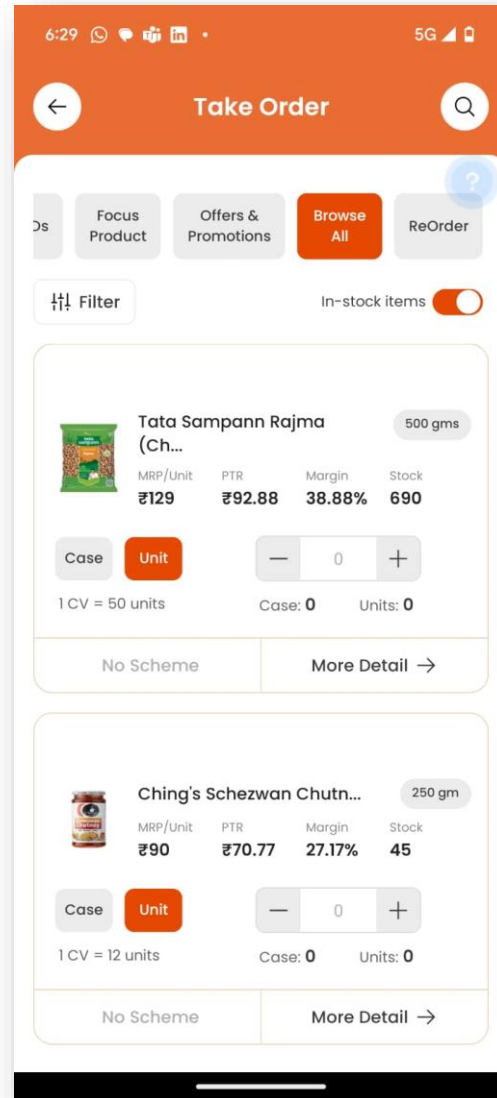 6:29
5G
Take Order
?
Ds
Focus
Product
Offers &
Promotions
Browse
All
ReOrder
Filter
In-stock items
Tata Sampann Rajma
(Ch...
500 gms
MRP/Unit PTR Margin Stock
₹129 ₹92.88 38.88% 690
Case Unit 0
1 CV = 50 units Case: 0 Units: 0
No Scheme More Detail →
Ching's Schezwan Chutn... 250 gm
MRP/Unit PTR Margin Stock
₹90 ₹70.77 27.17% 45
Case Unit 0
1 CV = 12 units Case: 0 Units: 0
No Scheme More Detail →